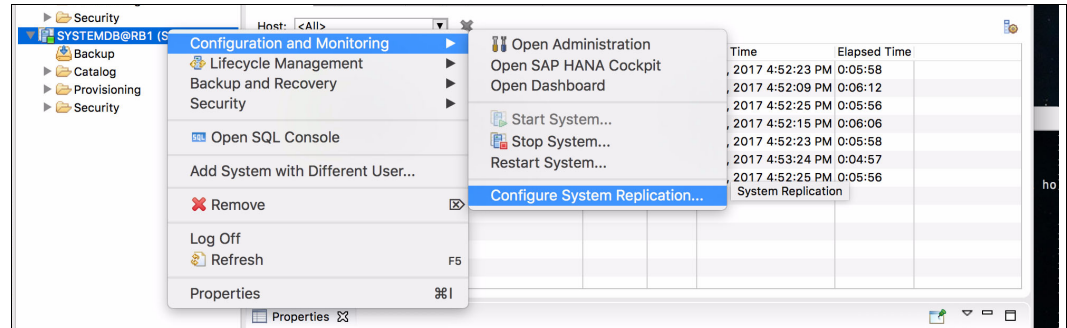 Security
SYSTEMDB@RB1 (S
Backup
Catalog
Provisioning
Security
Host: <All>
Configuration and Monitoring
Lifecycle Management
Backup and Recovery
Security
Open SQL Console
Add System with Different User...
Remove
Log Off
Refresh F5
Properties ⌘I
Open Administration
Open SAP HANA Cockpit
Open Dashboard
Start System...
Stop System...
Restart System...
Configure System Replication...
System Replication
Time Elapsed Time
, 2017 4:52:23 PM 0:05:58
, 2017 4:52:09 PM 0:06:12
, 2017 4:52:25 PM 0:05:56
, 2017 4:52:15 PM 0:06:06
, 2017 4:52:23 PM 0:05:58
, 2017 4:53:24 PM 0:04:57
, 2017 4:52:25 PM 0:05:56
ho
Properties